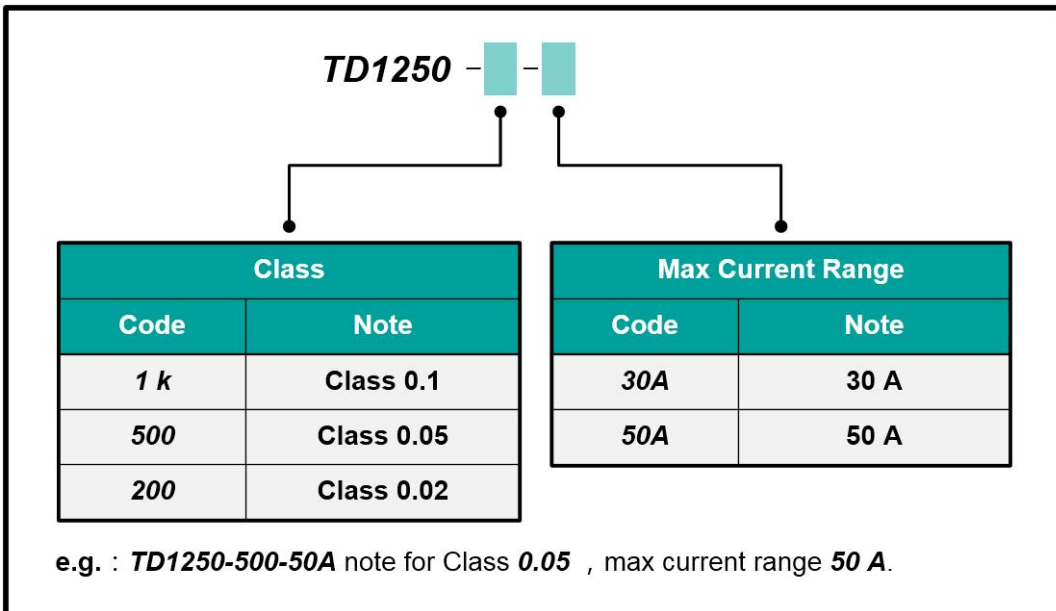 TD1250 - -
Class
Code Note
1 k Class 0.1
500 Class 0.05
200 Class 0.02
Max Current Range
Code Note
30A 30 A
50A 50 A
e.g. : TD1250-500-50A note for Class 0.05 , max current range 50 A.